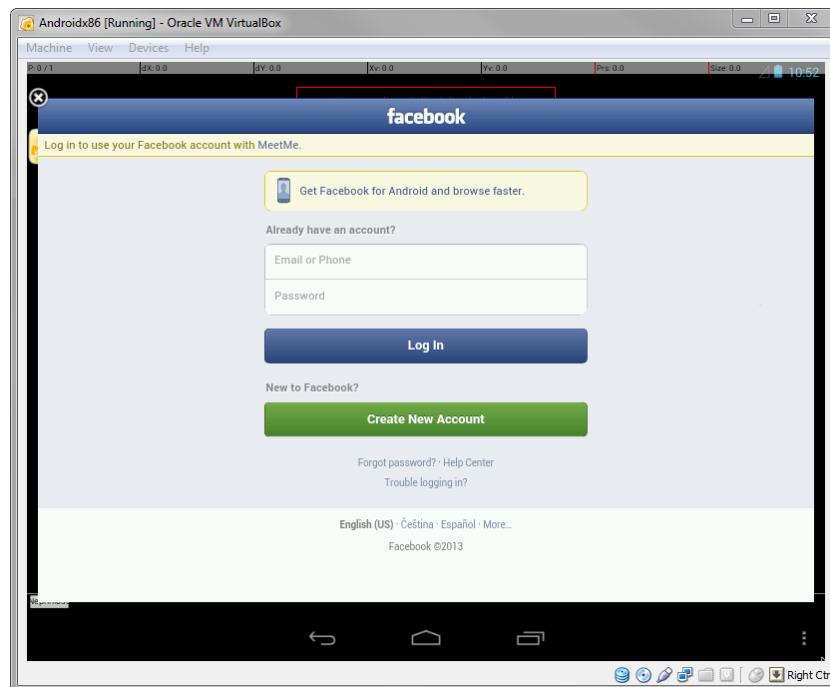 Androidx86 [Running] - Oracle VM VirtualBox
Machine View Devices Help
P: 0 / 1 dX: 0.0 dY: 0.0 Xv: 0.0 Yv: 0.0 Prs: 0.0 Size: 0.0 10:52
facebook
Log in to use your Facebook account with MeetMe.
Get Facebook for Android and browse faster.
Already have an account?
Email or Phone
Password
Log In
New to Facebook?
Create New Account
Forgot password? · Help Center
Trouble logging in?
English (US) · Čeština · Español · More...
Facebook ©2013
Right Ctr